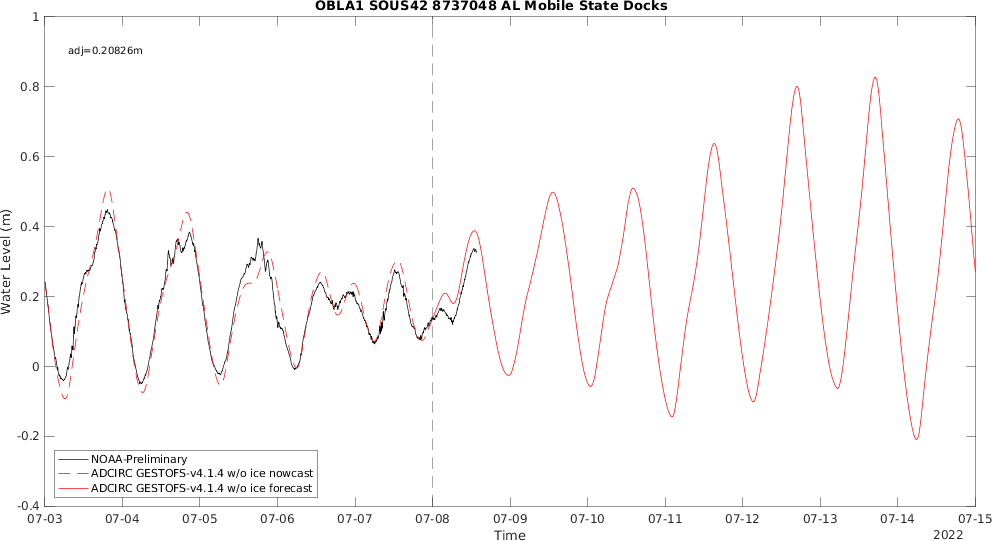 OBLA1 SOUS42 8737048 AL Mobile State Docks
adj=0.20826m
Water Level (m)
1
0.8
0.6
0.4
0.2
0
-0.2
-0.4
NOAA-Preliminary
ADCIRC GESTOFS-v4.1.4 w/o ice nowcast
ADCIRC GESTOFS-v4.1.4 w/o ice forecast
07-03 07-04 07-05 07-06 07-07 07-08 07-09 07-10 07-11 07-12 07-13 07-14 07-15
Time
2022